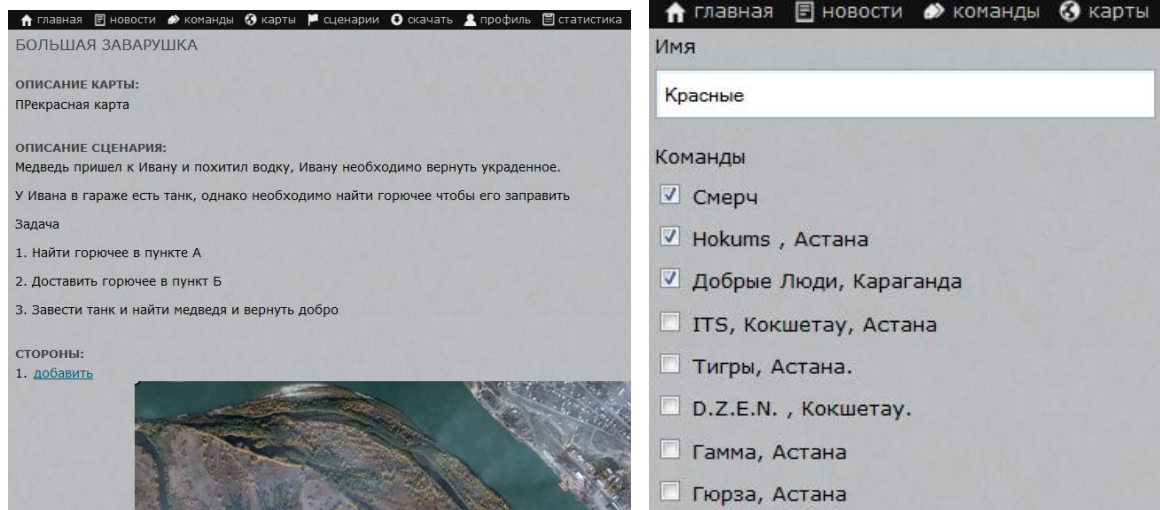 главная новости команды карты сценарии скачать профиль статистика
БОЛЬШАЯ ЗАВАРУШКА
ОПИСАНИЕ КАРТЫ:
ПРекрасная карта
ОПИСАНИЕ СЦЕНАРИЯ:
Медведь пришел к Ивану и похитил водку, Ивану необходимо вернуть украденное.
У Ивана в гараже есть танк, однако необходимо найти горючее чтобы его заправить
Задача
1. Найти горючее в пункте А
2. Доставить горючее в пункт Б
3. Завести танк и найти медведя и вернуть добро
СТОРОНЫ:
1. добавить
главная новости команды карты
Имя
Красные
Команды
Смерч
Hokums , Астана
Добрые Люди, Караганда
ITS, Кокшетау, Астана
Тигры, Астана.
D.Z.E.N. , Кокшетау.
Гамма, Астана
Гюрза, Астана